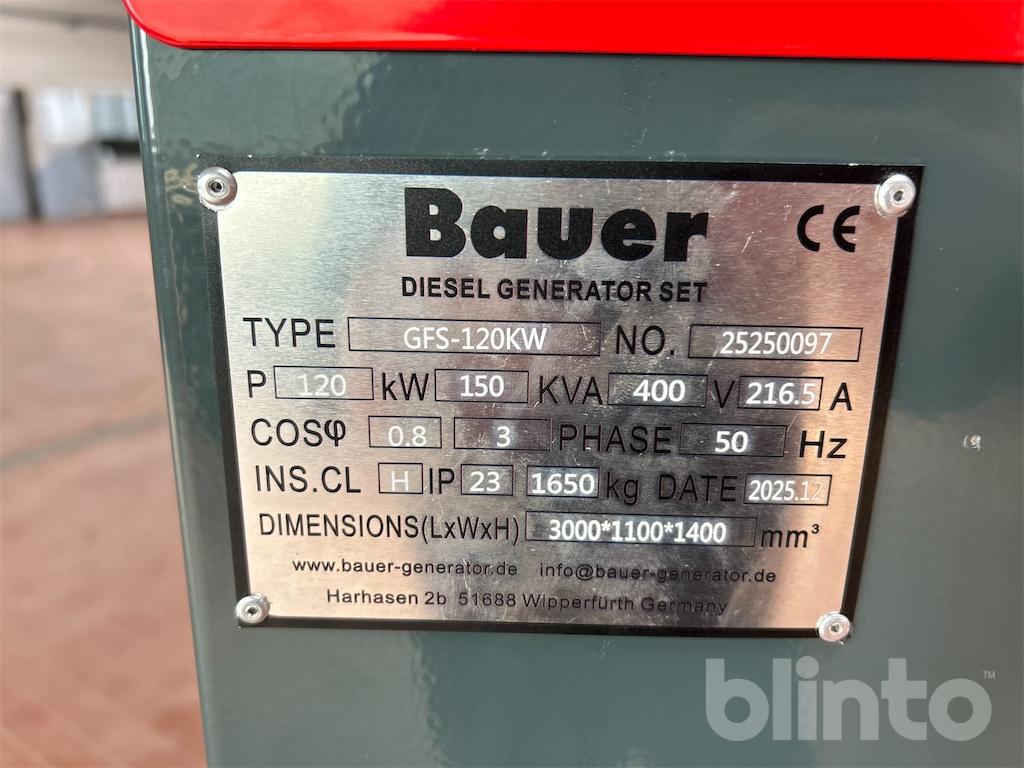 Bauer CE
DIESEL GENERATOR SET
TYPE GFS-120KW NO. 25250097
P 120 kW 150 KVA 400 V 216.5 A
COSφ 0.8 3 PHASE 50 Hz
INS.CL H IP 23 1650 kg DATE 2025.12
DIMENSIONS(LxWxH) 3000*1100*1400 mm³
www.bauer-generator.de info@bauer-generator.de
Harhasen 2b 51688 Wipperfürth Germany
blinto™